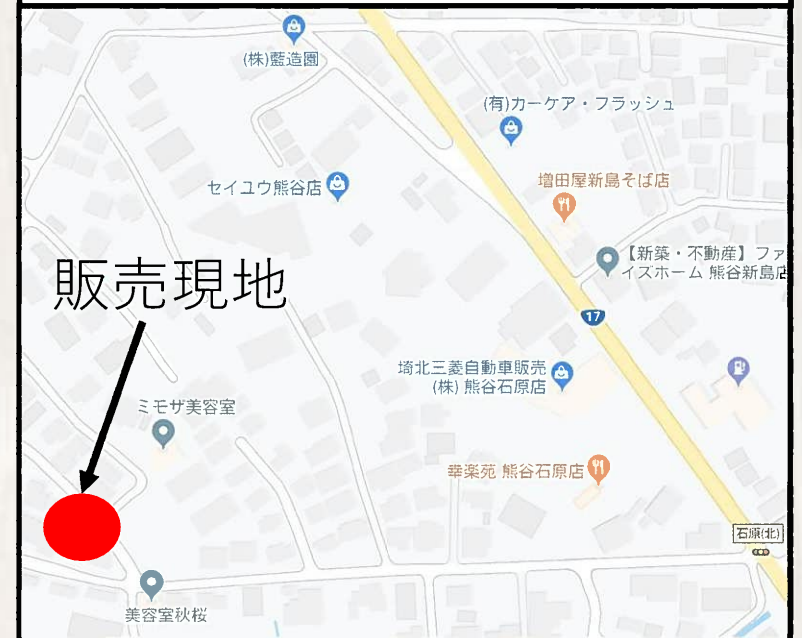 (株)藍造園
(有)カーケア・フラッシュ
セイユウ熊谷店
増田屋新島そば店
【新築・不動産】ファ
イズホーム 熊谷新島店
販売現地
17
埼北三菱自動車販売
(株) 熊谷石原店
ミモザ美容室
幸楽苑 熊谷石原店
石原(北)
美容室秋桜